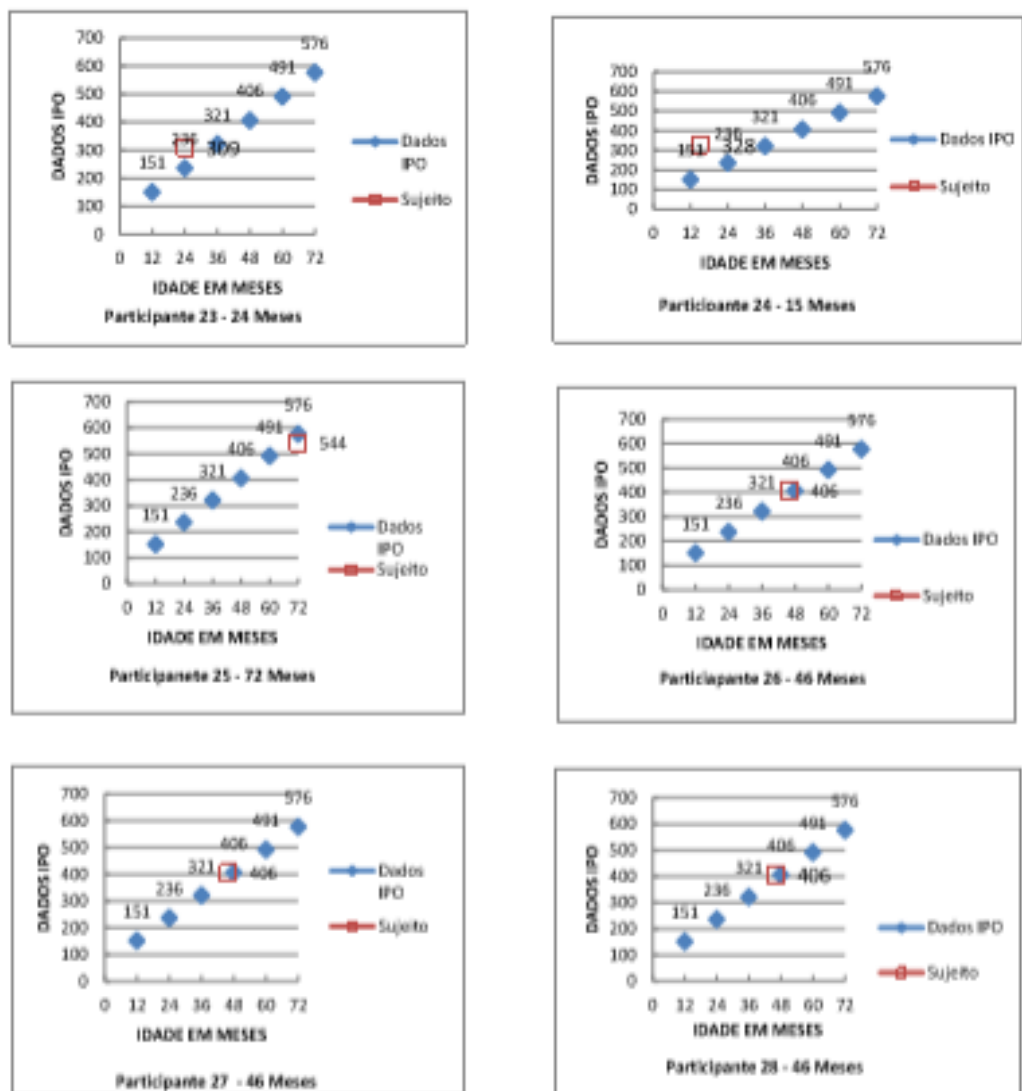 700
576
600
491
500
406
400
321
300
236
309
200
151
100
0
0 12 24 36 48 60 72
DADOS IPO
IDADE EM MESES
Dados
IPO
Sujeito
Participante 23 - 24 Meses
700
576
600
491
500
406
400
321
300
236
328
200
151
100
0
0 12 24 36 48 60 72
DADOS IPO
IDADE EM MESES
Dados IPO
Sujeito
Particioante 24 - 15 Meses
700
576
600
491
544
500
406
400
321
300
236
200
151
100
0
0 12 24 36 48 60 72
DADOS IPO
IDADE EM MESES
Dados
IPO
Sujeito
Participanete 25 - 72 Meses
700
576
600
491
500
406
400
321
406
300
236
200
151
100
0
0 12 24 36 48 60 72
DADOS IPO
IDADE EM MESES
Dados IPO
Sujeito
Particiapante 26 - 46 Meses
700
576
600
491
500
406
400
321
406
300
236
200
151
100
0
0 12 24 36 48 60 72
DADOS IPO
IDADE EM MESES
Dados
IPO
Sujeito
Participante 27 - 46 Meses
700
576
600
491
500
406
400
321
406
300
236
200
151
100
0
0 12 24 36 48 60 72
DADOS IPO
IDADE EM MESES
Dados IPO
Sujeito
Participante 28 - 46 Meses